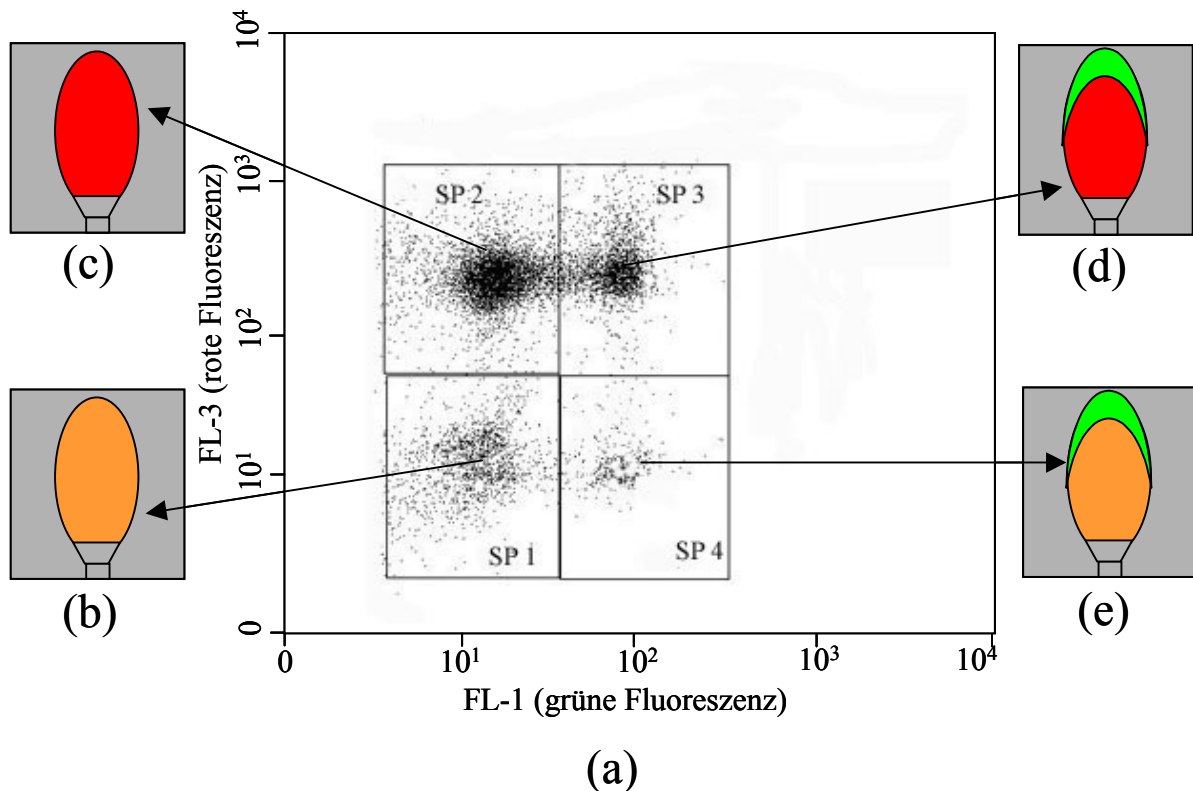 10⁴
10³
10²
10¹
0
FL-3 (rote Fluoreszenz)
SP 2
SP 3
SP 1
SP 4
0
10¹
10²
10³
10⁴
FL-1 (grüne Fluoreszenz)
(c)
(d)
(b)
(e)
(a)